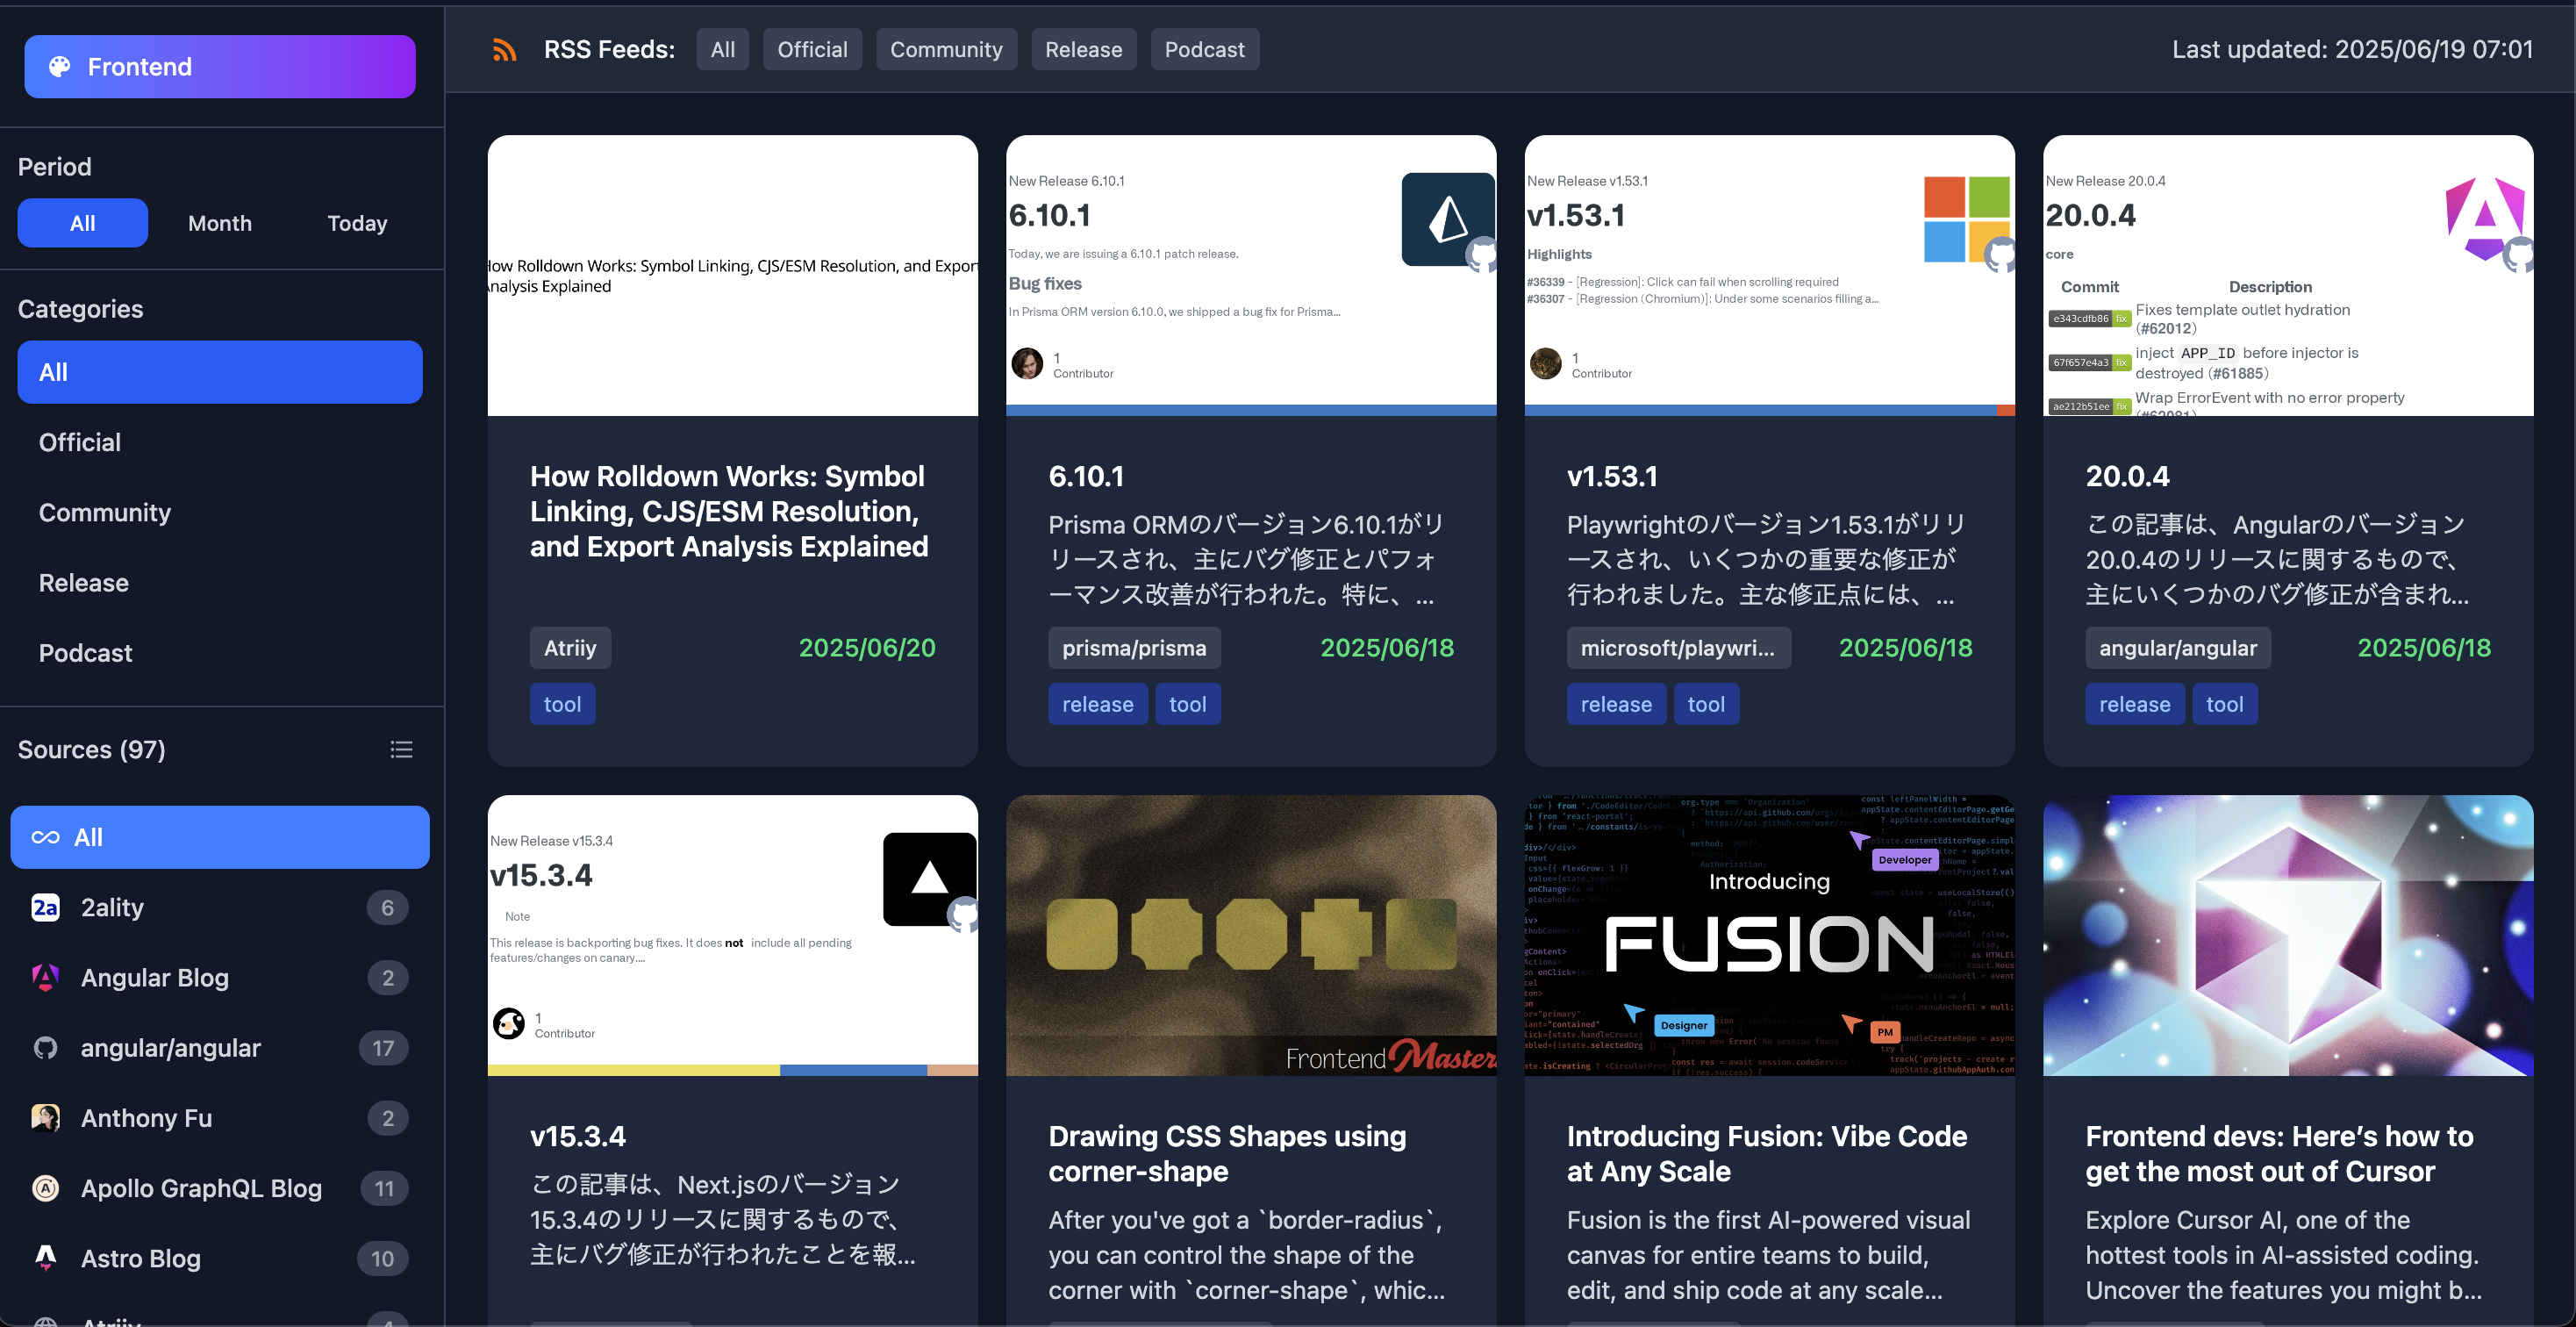 Frontend
RSS Feeds:
All
Official
Community
Release
Podcast
Last updated: 2025/06/19 07:01
Period
All
Month
Today
Categories
All
Official
Community
Release
Podcast
Sources (97)
All
2a
2ality
6
Angular Blog
2
angular/angular
17
Anthony Fu
2
Apollo GraphQL Blog
11
Astro Blog
10
How Rolldown Works: Symbol Linking, CJS/ESM Resolution, and Export
Analysis Explained
How Rolldown Works: Symbol
Linking, CJS/ESM Resolution,
and Export Analysis Explained
Atriiy
2025/06/20
tool
New Release 6.10.1
6.10.1
Today, we are issuing a 6.10.1 patch release.
Bug fixes
In Prisma ORM version 6.10.0, we shipped a bug fix for Prisma...
1
Contributor
6.10.1
Prisma ORMのバージョン6.10.1がリ
リースされ、主にバグ修正とパフォ
ーマンス改善が行われた。特に、...
prisma/prisma
2025/06/18
release
tool
New Release v1.53.1
v1.53.1
Highlights
#36339 - [Regression]: Click can fail when scrolling required
#36307 - [Regression (Chromium)]: Under some scenarios filling a...
1
Contributor
v1.53.1
Playwrightのバージョン1.53.1がリリ
ースされ、いくつかの重要な修正が
行われました。主な修正点には、...
microsoft/playwri...
2025/06/18
release
tool
New Release 20.0.4
20.0.4
core
Commit
Description
e343cdfb86 fix
Fixes template outlet hydration
(#62012)
67f657e4a3 fix
inject APP_ID before injector is
destroyed (#61885)
ae212b51ee fix
Wrap ErrorEvent with no error property
20.0.4
この記事は、Angularのバージョン
20.0.4のリリースに関するもので、
主にいくつかのバグ修正が含まれ...
angular/angular
2025/06/18
release
tool
New Release v15.3.4
v15.3.4
Note
This release is backporting bug fixes. It does not include all pending
features/changes on canary....
1
Contributor
v15.3.4
この記事は、Next.jsのバージョン
15.3.4のリリースに関するもので、
主にバグ修正が行われたことを報...
Frontend Masters
Drawing CSS Shapes using
corner-shape
After you've got a `border-radius`,
you can control the shape of the
corner with `corner-shape`, whic...
Introducing
FUSION
Developer
Designer
PM
Introducing Fusion: Vibe Code
at Any Scale
Fusion is the first AI-powered visual
canvas for entire teams to build,
edit, and ship code at any scale...
Frontend devs: Here’s how to
get the most out of Cursor
Explore Cursor AI, one of the
hottest tools in AI-assisted coding.
Uncover the features you might b...